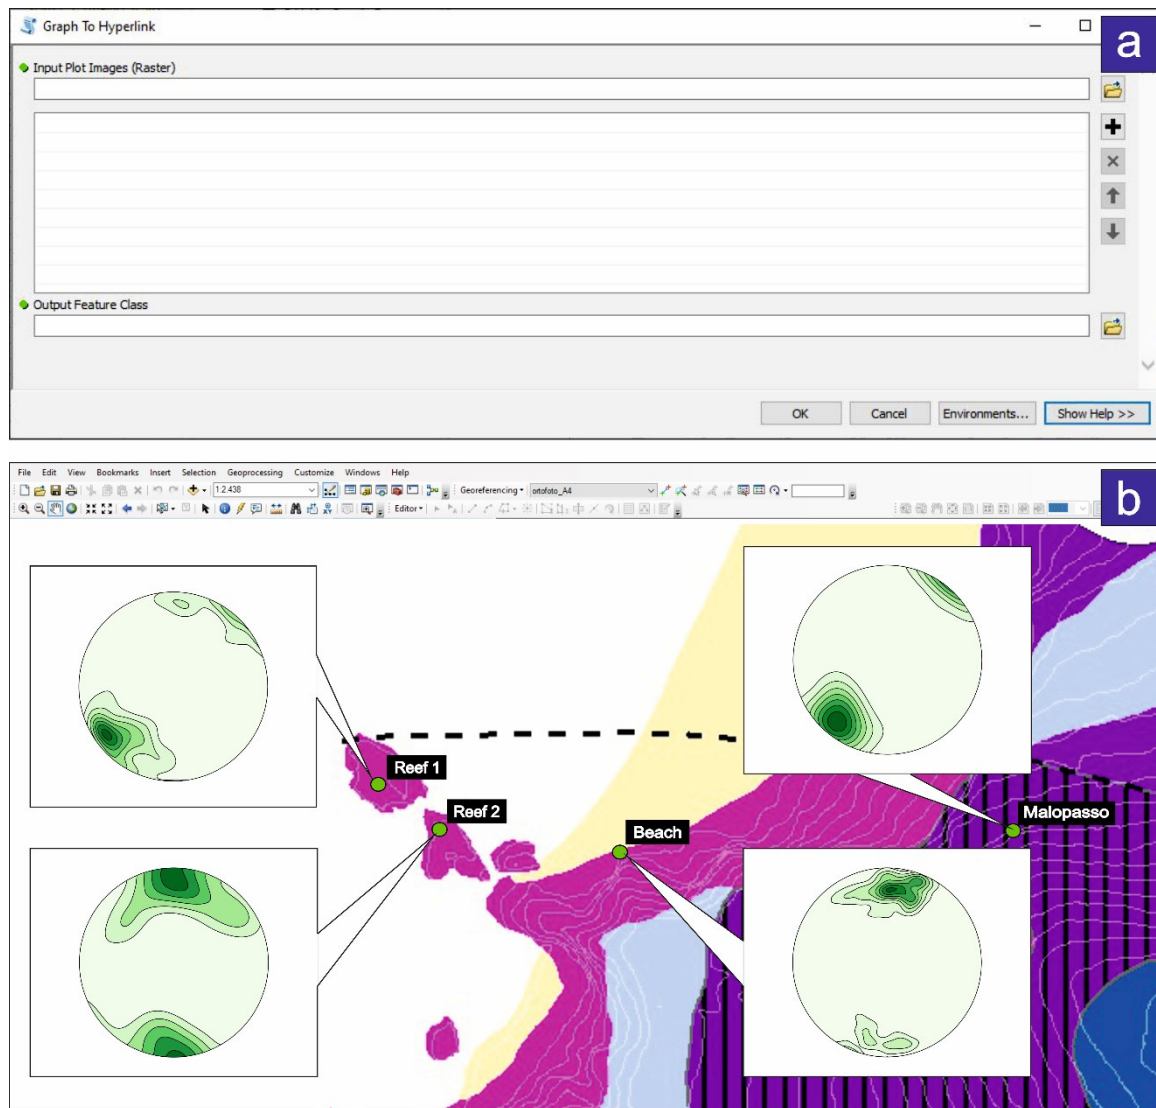 Graph To Hyperlink
a
Input Plot Images (Raster)
Output Feature Class
OK Cancel Environments... Show Help >>
File Edit View Bookmarks Insert Selection Geoprocessing Customize Windows Help
b
1:2.438 Georeferencing ortofoto_A4
Editor
Reef 1
Reef 2
Beach
Malopasso